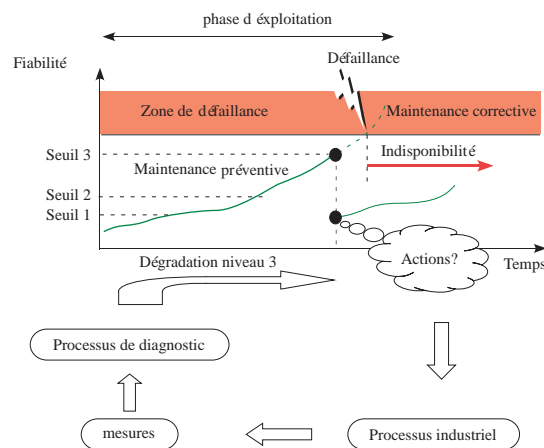 phase d éxploitation
Défaillance
Fiabilité
Zone de défaillance
Maintenance corrective
Seuil 3
Maintenance préventive
Indisponibilité
Seuil 2
Seuil 1
Dégradation niveau 3
Actions?
Temps
Processus de diagnostic
mesures
Processus industriel